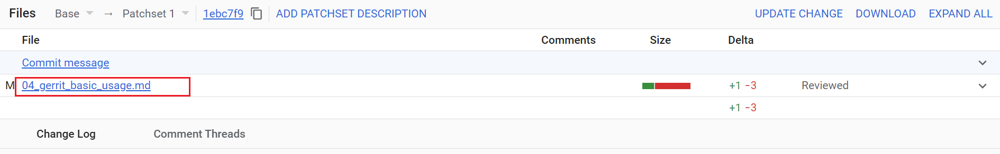 Files Base → Patchset 1 1ebc7f9 ADD PATCHSET DESCRIPTION UPDATE CHANGE DOWNLOAD EXPAND ALL
File Comments Size Delta
Commit message
M 04_gerrit_basic_usage.md +1 −3 Reviewed
+1 −3
Change Log Comment Threads